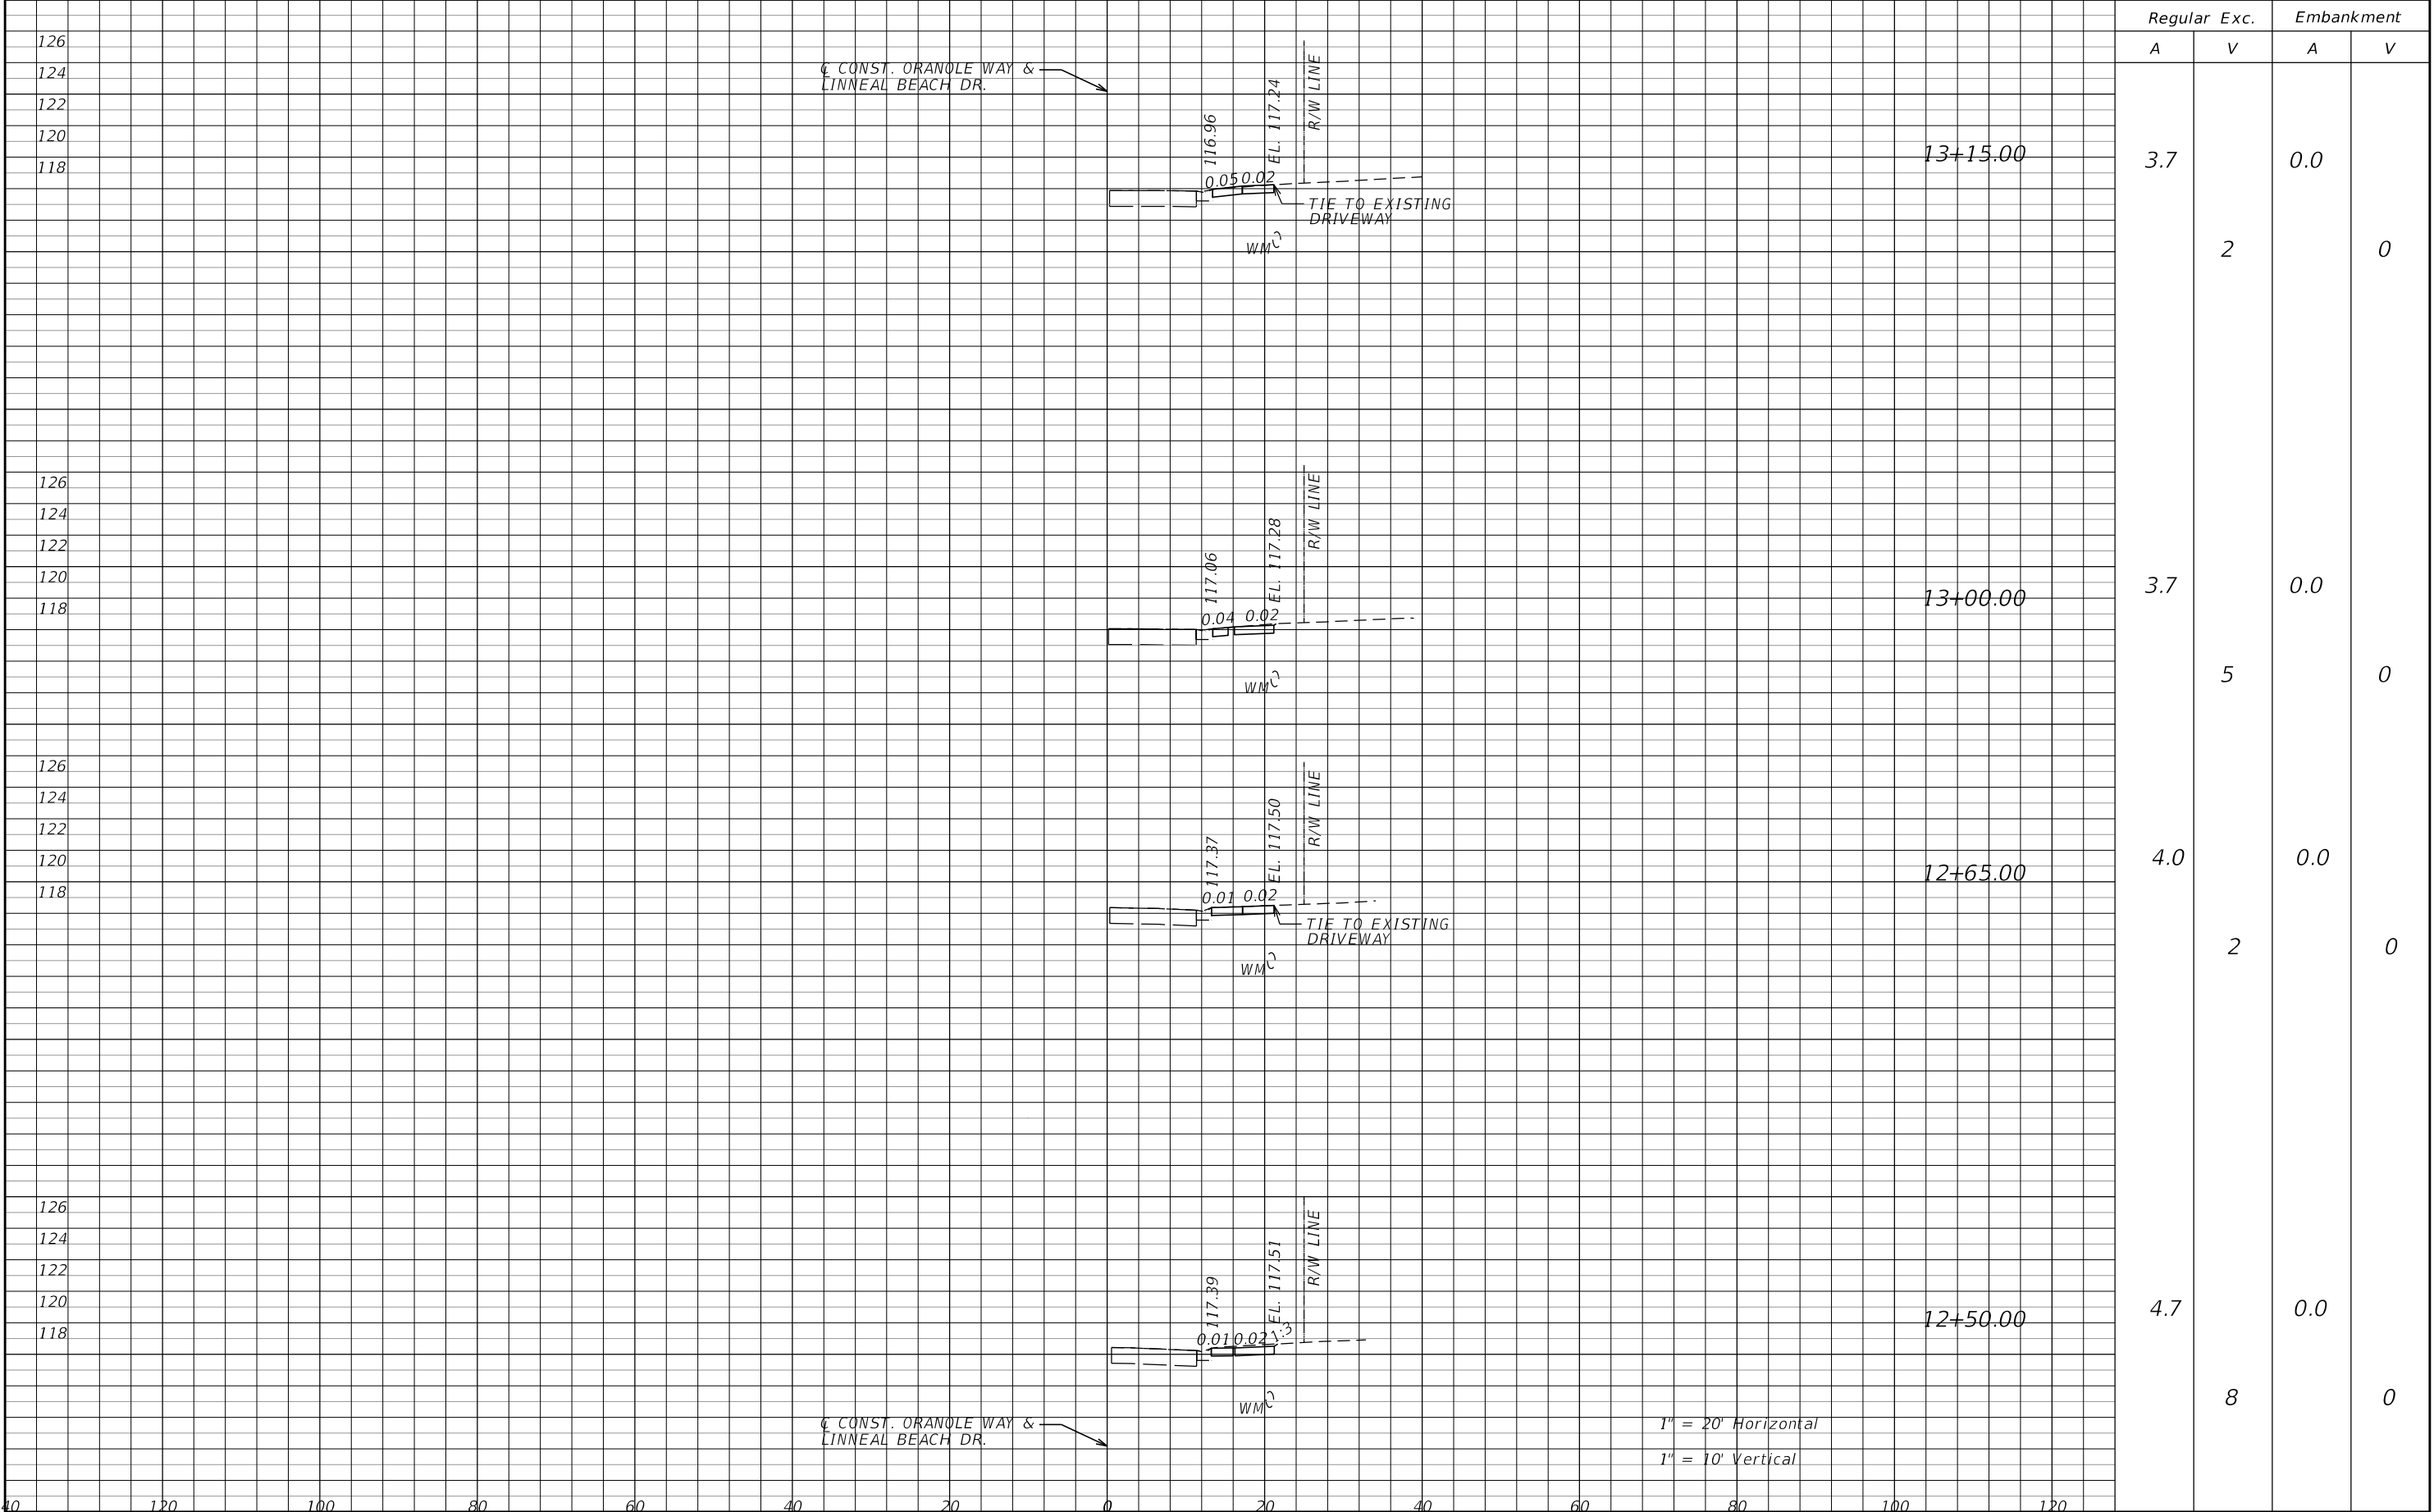 Regular Exc. Embankment
A V A V
126
124
122
120
118
℄ CONST. ORANOLE WAY &
LINNEAL BEACH DR.
116.96
EL. 117.24
R/W LINE
0.05 0.02
TIE TO EXISTING
DRIVEWAY
WM
13+15.00
3.7 0.0
2 0
126
124
122
120
118
117.06
EL. 117.28
R/W LINE
0.04 0.02
WM
13+00.00
3.7 0.0
5 0
126
124
122
120
118
117.37
EL. 117.50
R/W LINE
0.01 0.02
TIE TO EXISTING
DRIVEWAY
WM
12+65.00
4.0 0.0
2 0
126
124
122
120
118
117.39
EL. 117.51
R/W LINE
0.01 0.02 1:3
WM
12+50.00
4.7 0.0
8 0
℄ CONST. ORANOLE WAY &
LINNEAL BEACH DR.
1" = 20' Horizontal
1" = 10' Vertical
40 120 100 80 60 40 20 0 20 40 60 80 100 120